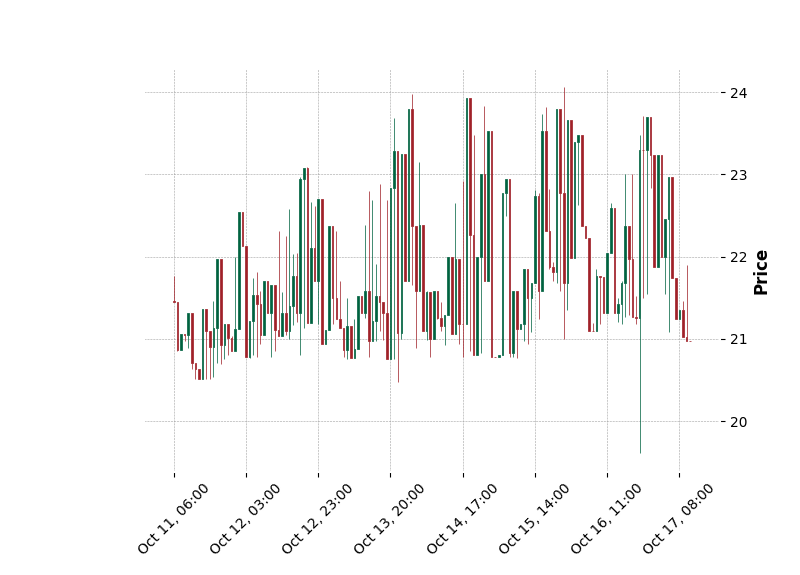 24
23
22
21
20
Price
Oct 11, 06:00
Oct 12, 03:00
Oct 12, 23:00
Oct 13, 20:00
Oct 14, 17:00
Oct 15, 14:00
Oct 16, 11:00
Oct 17, 08:00